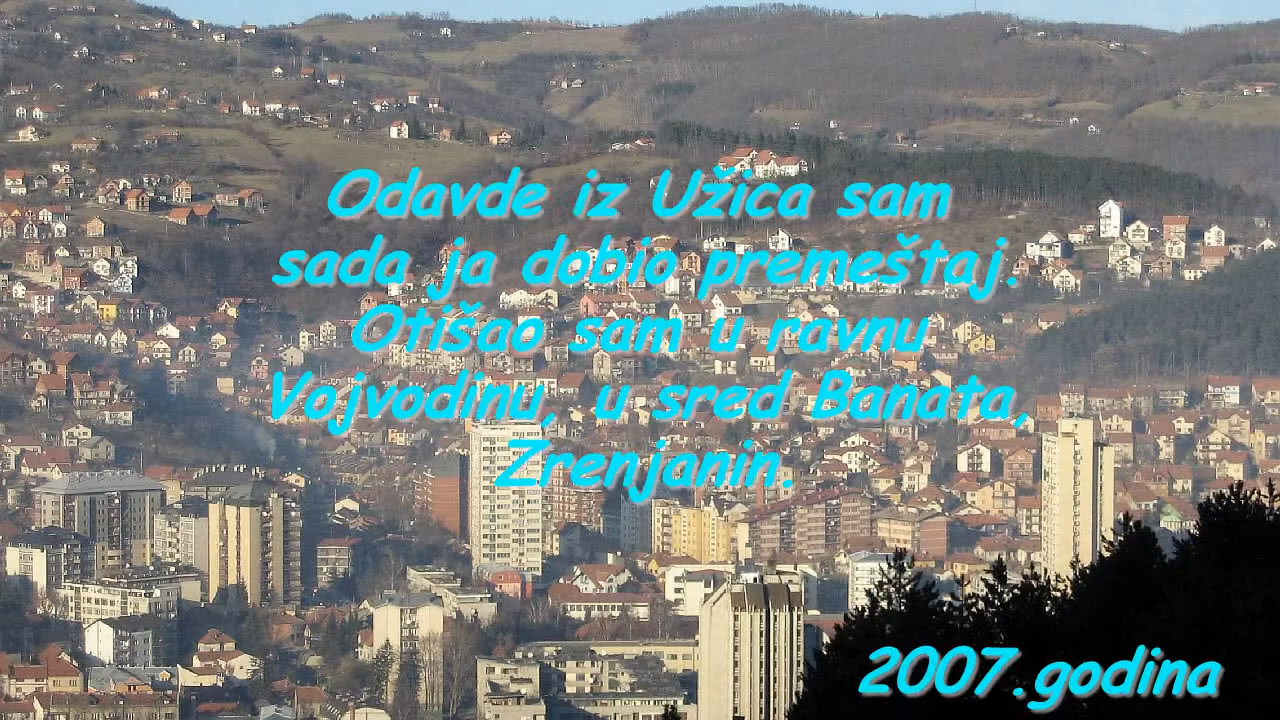 Odavde iz Užica sam
sada ja dobio premeštaj.
Otišao sam u ravnu
Vojvodinu, u sred Banata,
Zrenjanin.
2007.godina